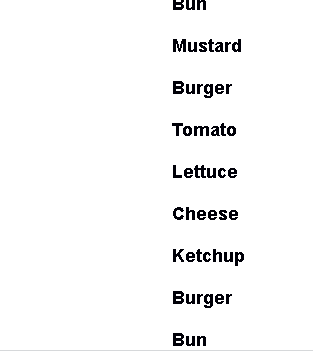 Bun
Mustard
Burger
Tomato
Lettuce
Cheese
Ketchup
Burger
Bun